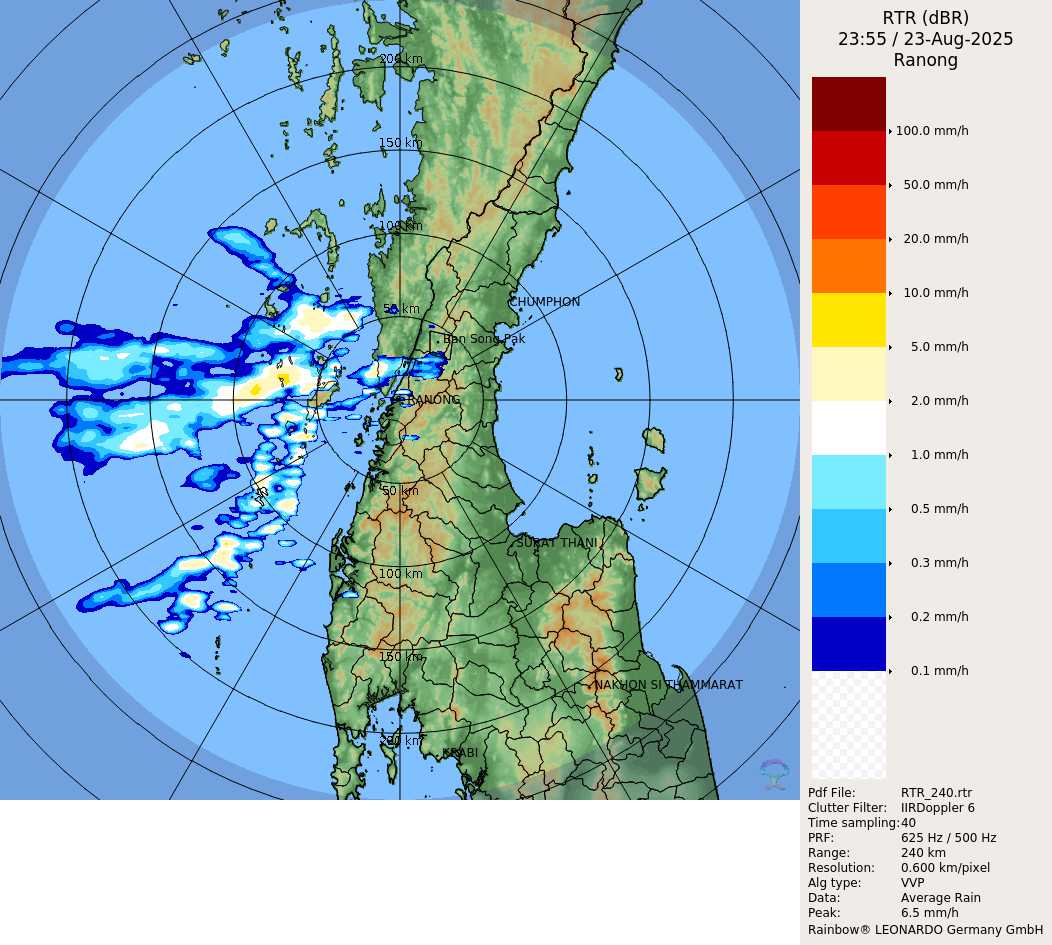 RTR (dBR)
23:55 / 23-Aug-2025
Ranong
100.0 mm/h
50.0 mm/h
20.0 mm/h
10.0 mm/h
5.0 mm/h
2.0 mm/h
1.0 mm/h
0.5 mm/h
0.3 mm/h
0.2 mm/h
0.1 mm/h
Pdf File: RTR_240.rtr
Clutter Filter: IIRDoppler 6
Time sampling: 40
PRF: 625 Hz / 500 Hz
Range: 240 km
Resolution: 0.600 km/pixel
Alg type: VVP
Data: Average Rain
Peak: 6.5 mm/h
Rainbow® LEONARDO Germany GmbH
200 km
150 km
100 km
50 km
CHUMPHON
Ban Song Pak
RANONG
50 km
SURAT THANI
100 km
150 km
NAKHON SI THAMMARAT
200 km
KRABI